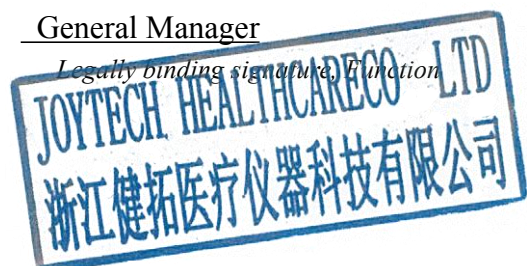 General Manager
Legally binding signature, Function
JOYTECH HEALTHCARECO LTD
浙江健拓医疗仪器科技有限公司